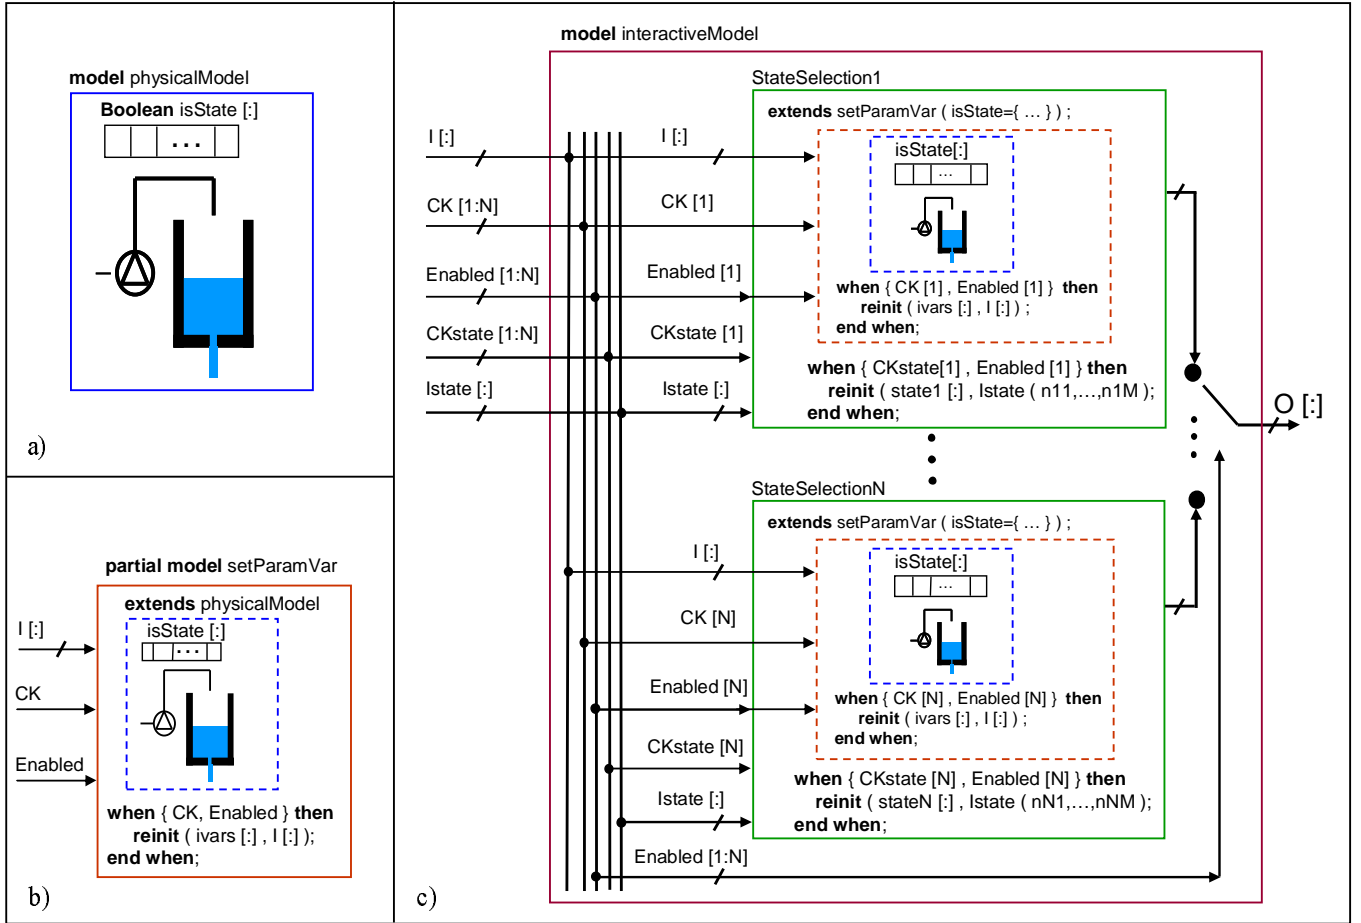 model physicalModel
Boolean isState [:]
...
a)
partial model setParamVar
extends physicalModel
isState [:]
...
I [:]
CK
Enabled
when { CK, Enabled } then
reinit ( ivars [:] , I [:] );
end when;
b)
model interactiveModel
StateSelection1
extends setParamVar ( isState={ ... } ) ;
isState[:]
...
I [:]
I [:]
CK [1:N]
CK [1]
Enabled [1:N]
Enabled [1]
CKstate [1:N]
CKstate [1]
Istate [:]
Istate [:]
when { CK [1] , Enabled [1] } then
reinit ( ivars [:] , I [:] ) ;
end when;
when { CKstate[1] , Enabled [1] } then
reinit ( state1 [:] , Istate ( n11,...,n1M );
end when;
O [:]
StateSelectionN
extends setParamVar ( isState={ ... } ) ;
isState[:]
...
I [:]
CK [N]
Enabled [N]
CKstate [N]
Istate [:]
Enabled [1:N]
when { CK [N] , Enabled [N] } then
reinit ( ivars [:] , I [:] ) ;
end when;
when { CKstate [N] , Enabled [N] } then
reinit ( stateN [:] , Istate ( nN1,...,nNM );
end when;
c)